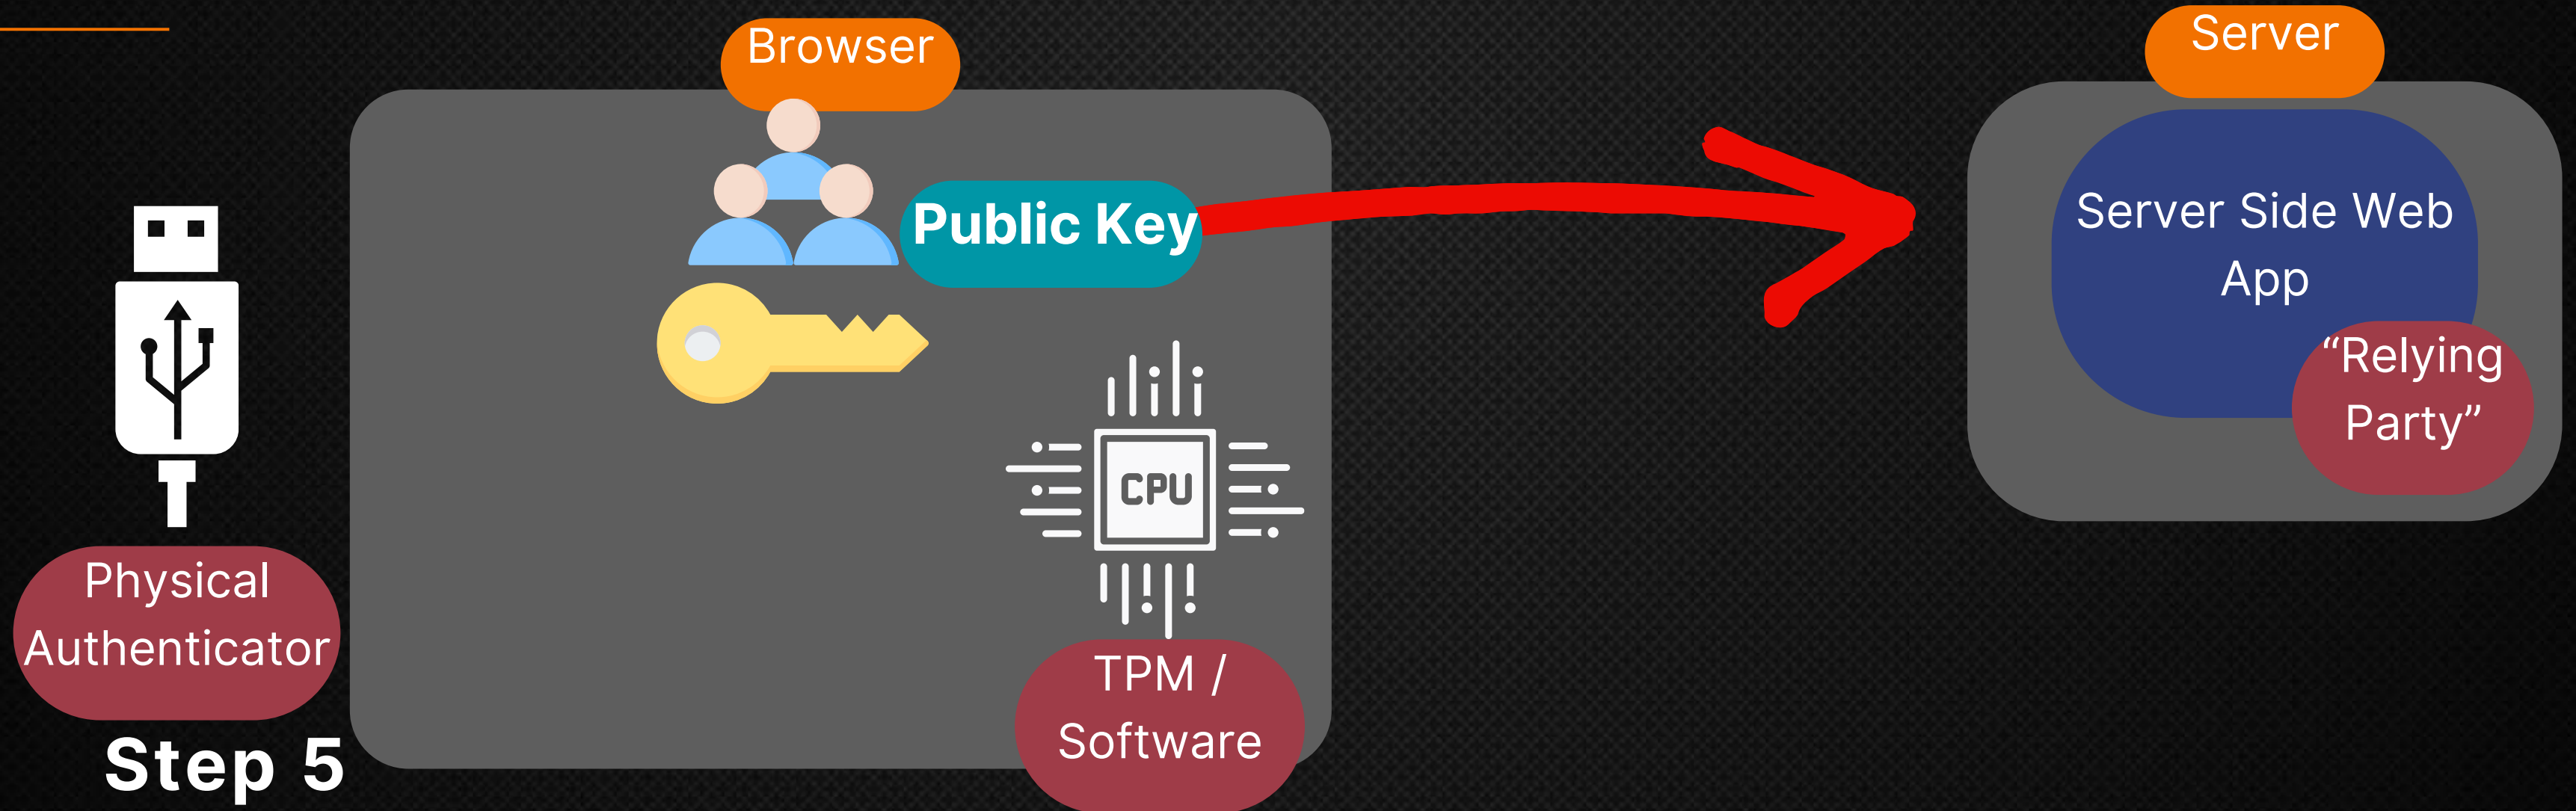 Browser
Server
Public Key
Server Side Web
App
“Relying
Party”
CPU
Physical
Authenticator
TPM /
Software
Step 5